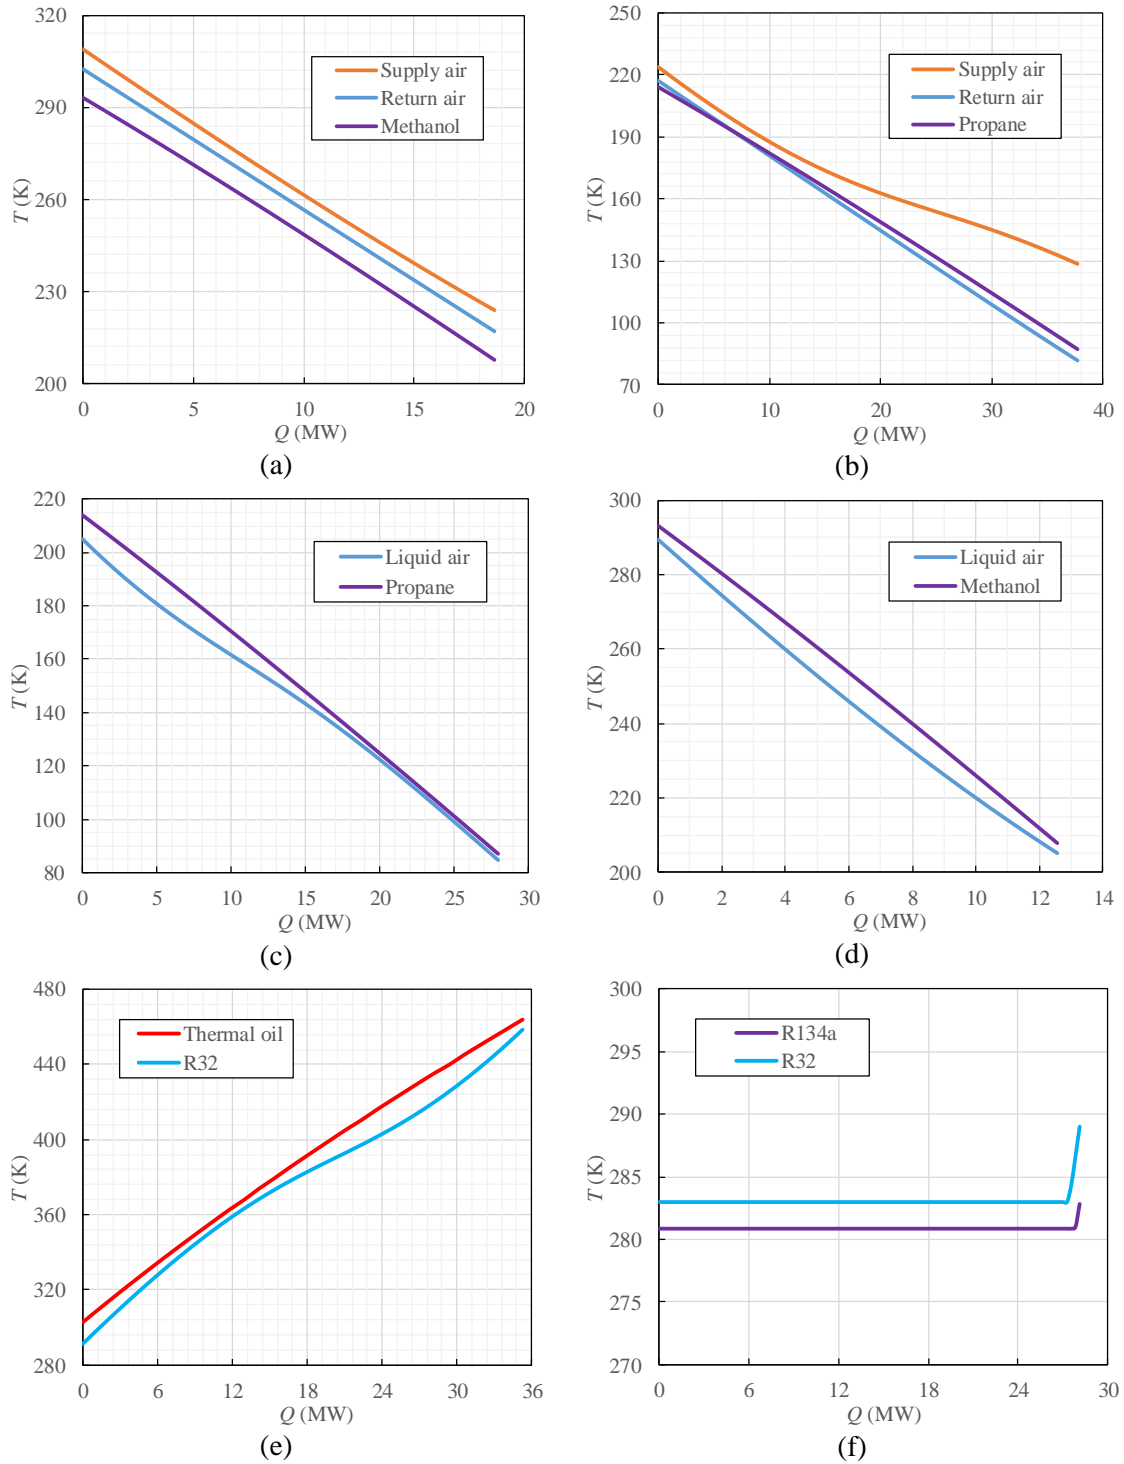 320
290
260
230
200
T (K)
Supply air
Return air
Methanol
0 5 10 15 20
Q (MW)
(a)
250
220
190
160
130
100
70
T (K)
Supply air
Return air
Propane
0 10 20 30 40
Q (MW)
(b)
220
200
180
160
140
120
100
80
T (K)
Liquid air
Propane
0 5 10 15 20 25 30
Q (MW)
(c)
300
280
260
240
220
200
T (K)
Liquid air
Methanol
0 2 4 6 8 10 12 14
Q (MW)
(d)
480
440
400
360
320
280
T (K)
Thermal oil
R32
0 6 12 18 24 30 36
Q (MW)
(e)
300
295
290
285
280
275
270
T (K)
R134a
R32
0 6 12 18 24 30
Q (MW)
(f)